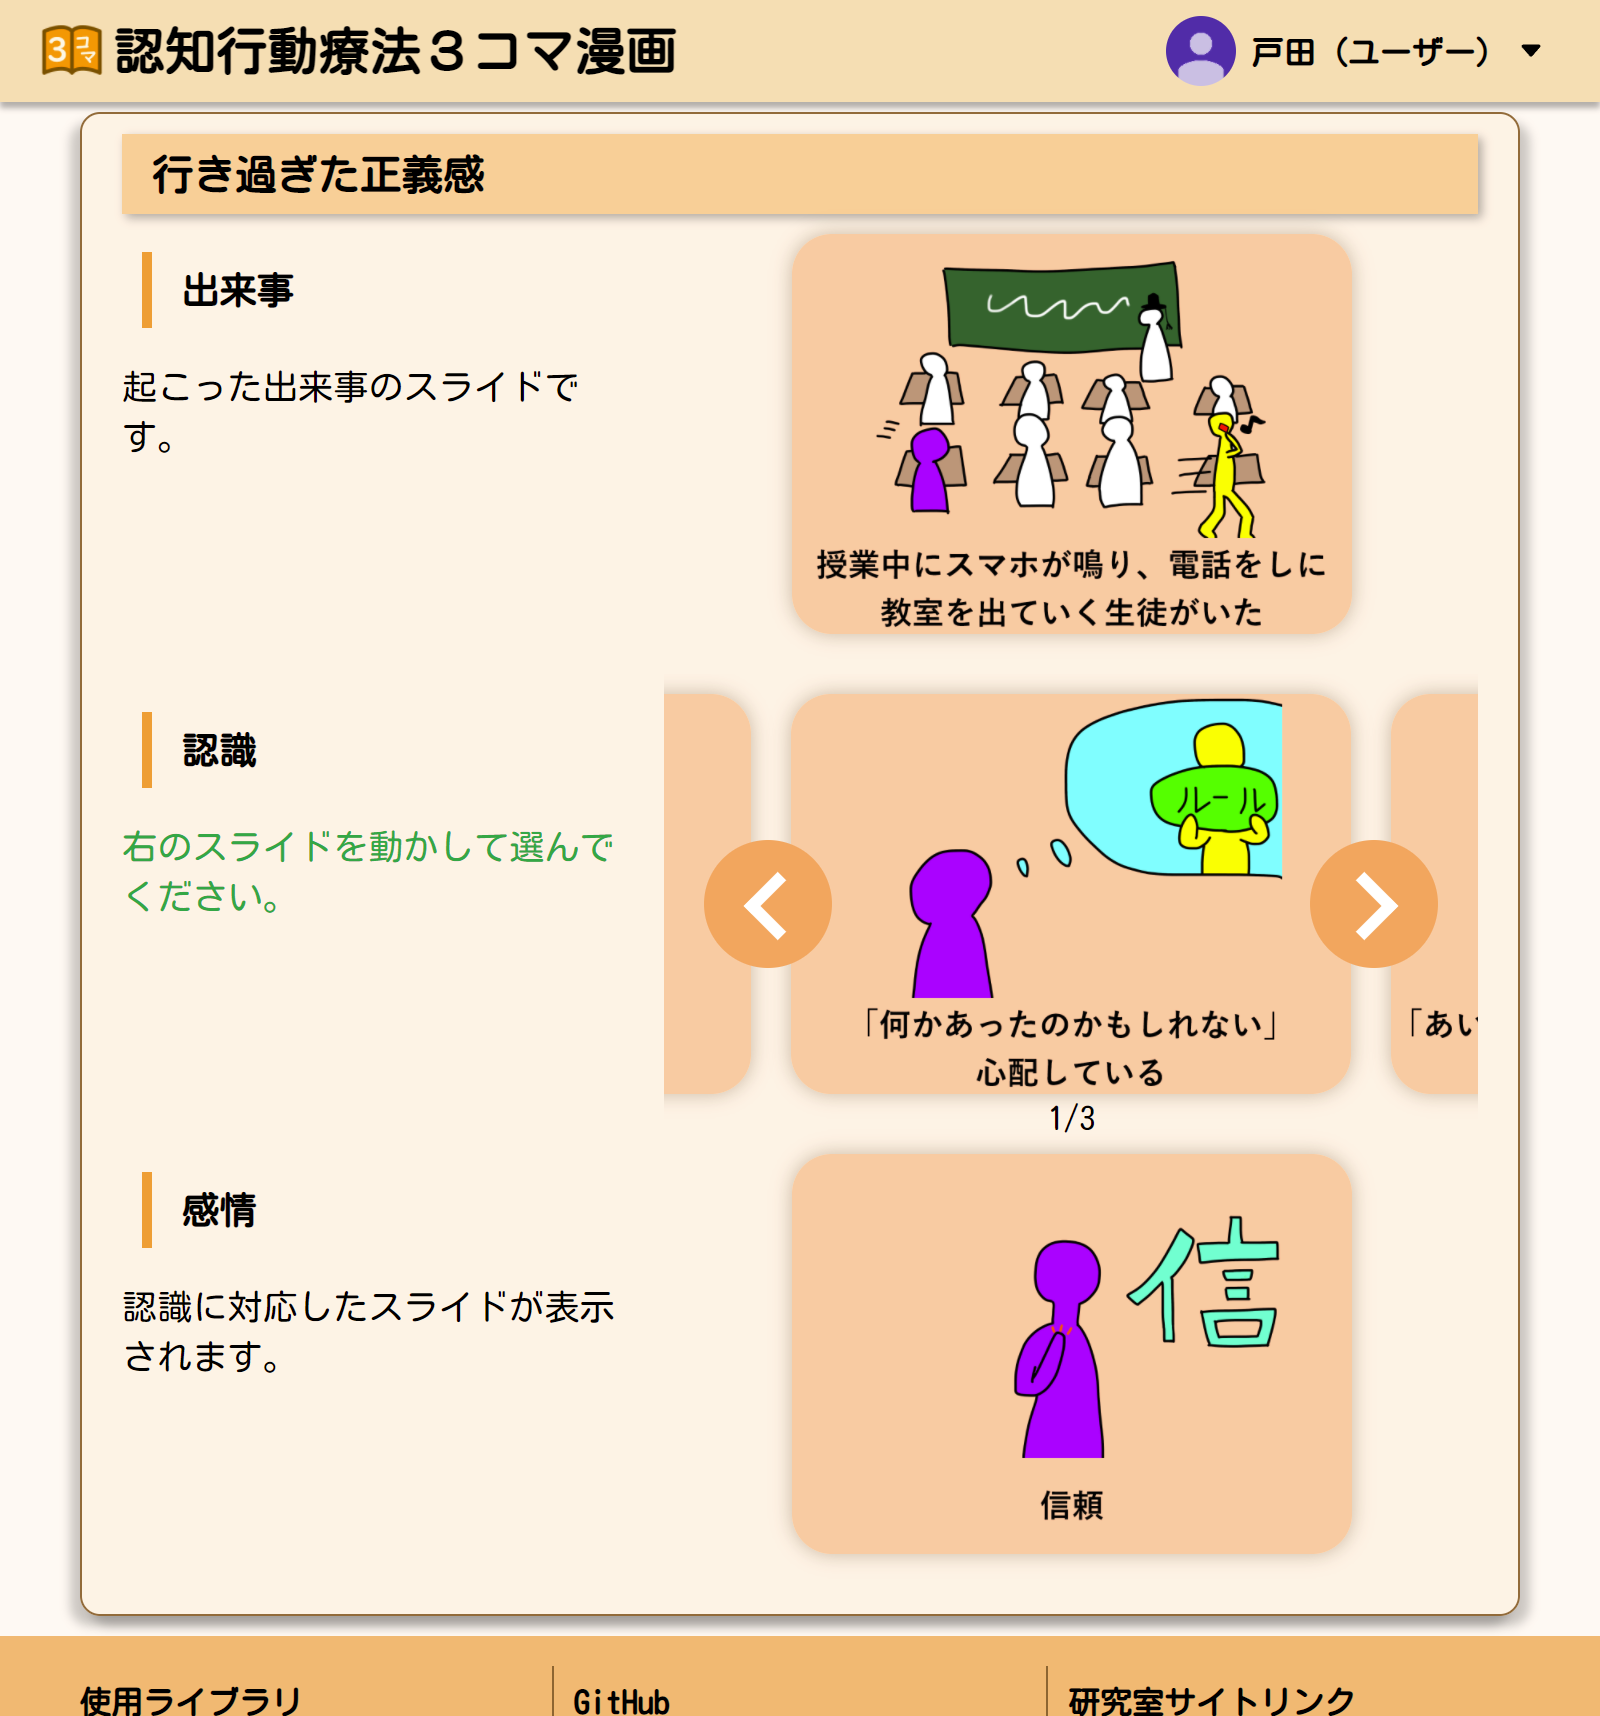 3コマ
認知行動療法3コマ漫画
戸田（ユーザー）
行き過ぎた正義感
出来事
起こった出来事のスライドで
す。
授業中にスマホが鳴り、電話をしに
教室を出ていく生徒がいた
認識
右のスライドを動かして選んで
ください。
ルール
「何かあったのかもしれない」
心配している
「あい
1/3
感情
認識に対応したスライドが表示
されます。
信
信頼
使用ライブラリ
GitHub
研究室サイトリンク